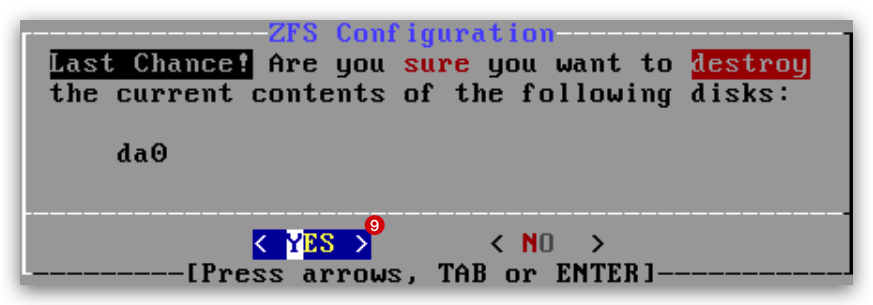 ZFS Configuration
Last Chance! Are you sure you want to destroy
the current contents of the following disks:
da0
9
< YES > < NO >
[Press arrows, TAB or ENTER]